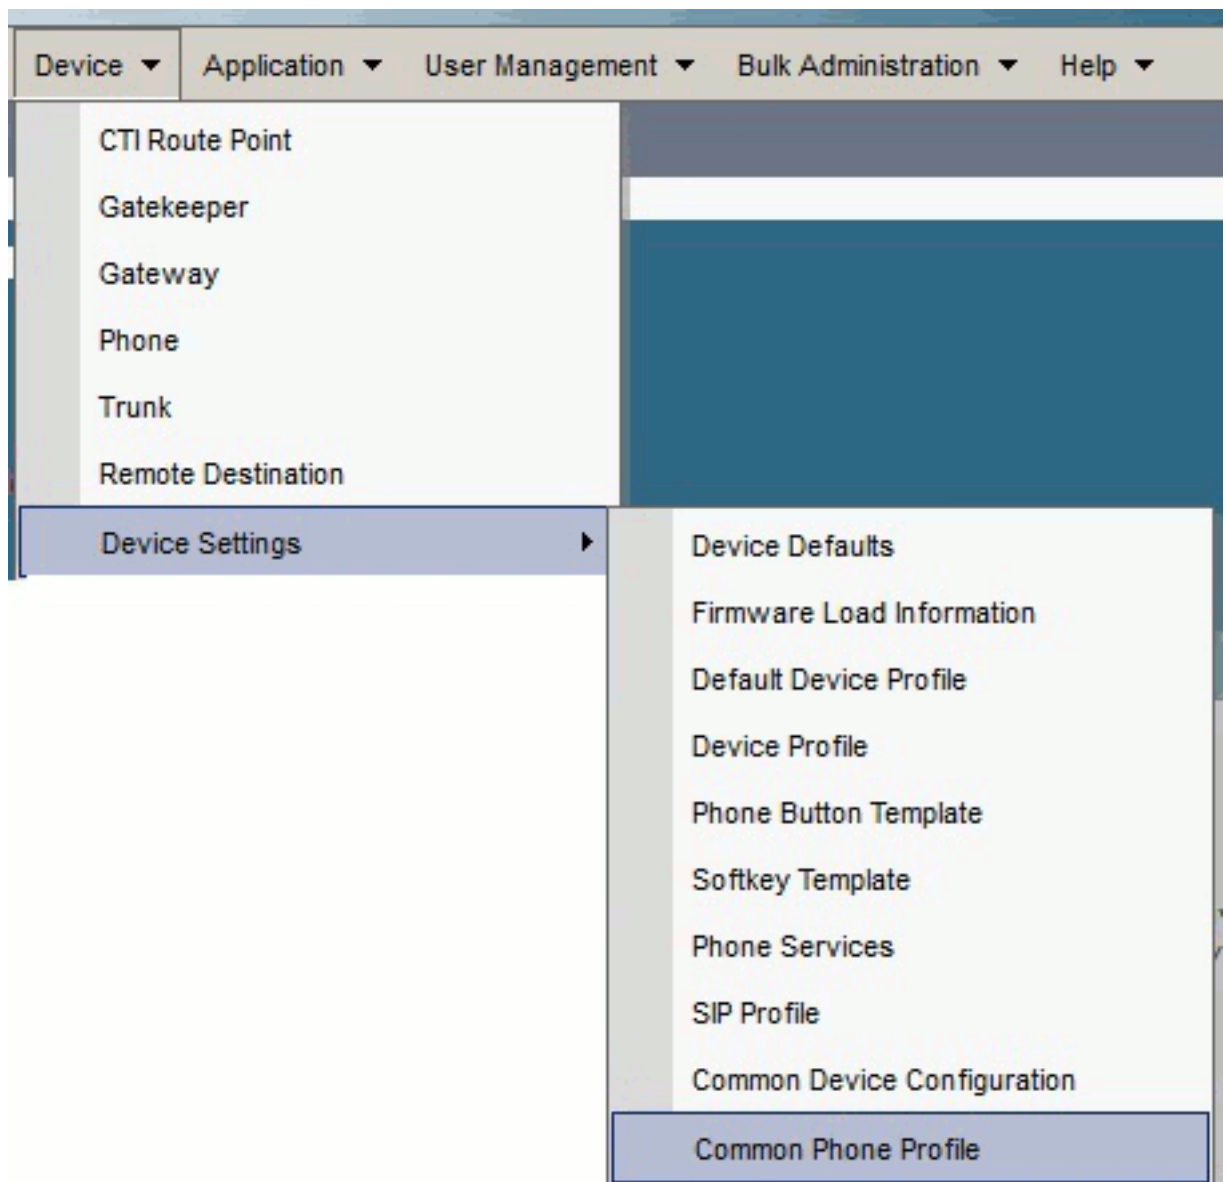 Device Application User Management Bulk Administration Help
CTI Route Point
Gatekeeper
Gateway
Phone
Trunk
Remote Destination
Device Settings
Device Defaults
Firmware Load Information
Default Device Profile
Device Profile
Phone Button Template
Softkey Template
Phone Services
SIP Profile
Common Device Configuration
Common Phone Profile